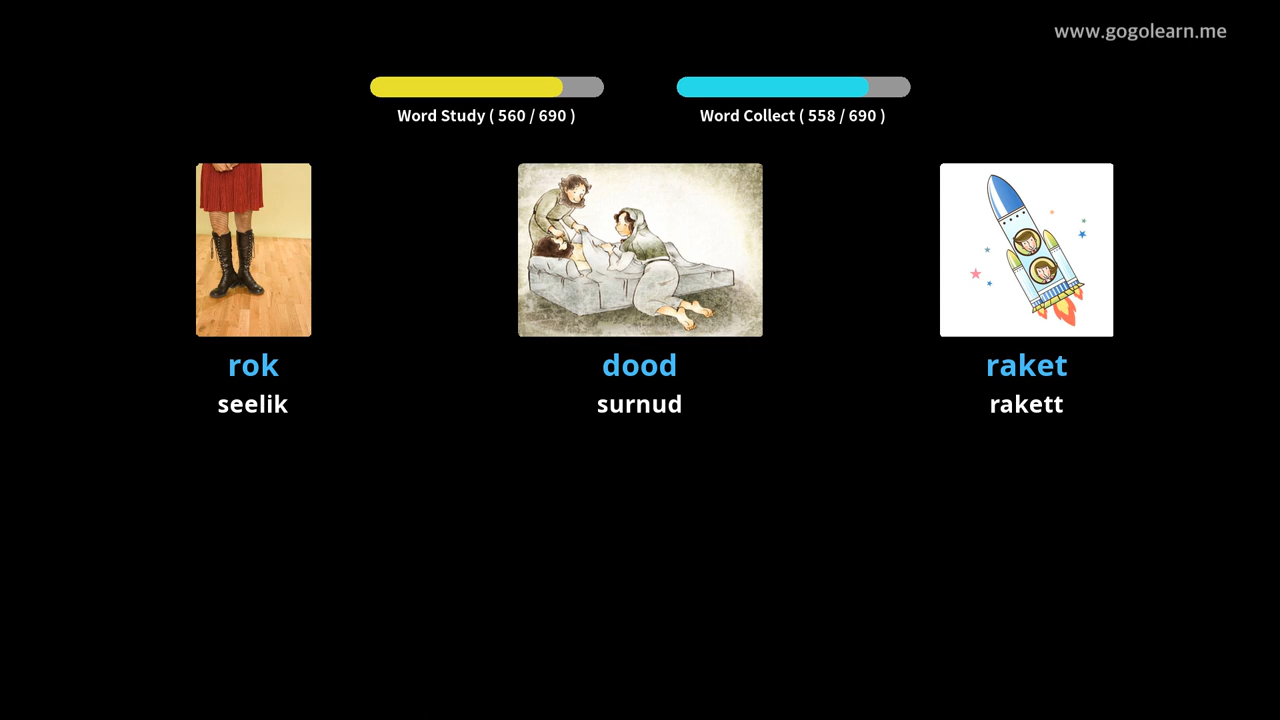 www.gogolearn.me
Word Study ( 560 / 690 )
Word Collect ( 558 / 690 )
rok
seelik
dood
surnud
raket
rakett